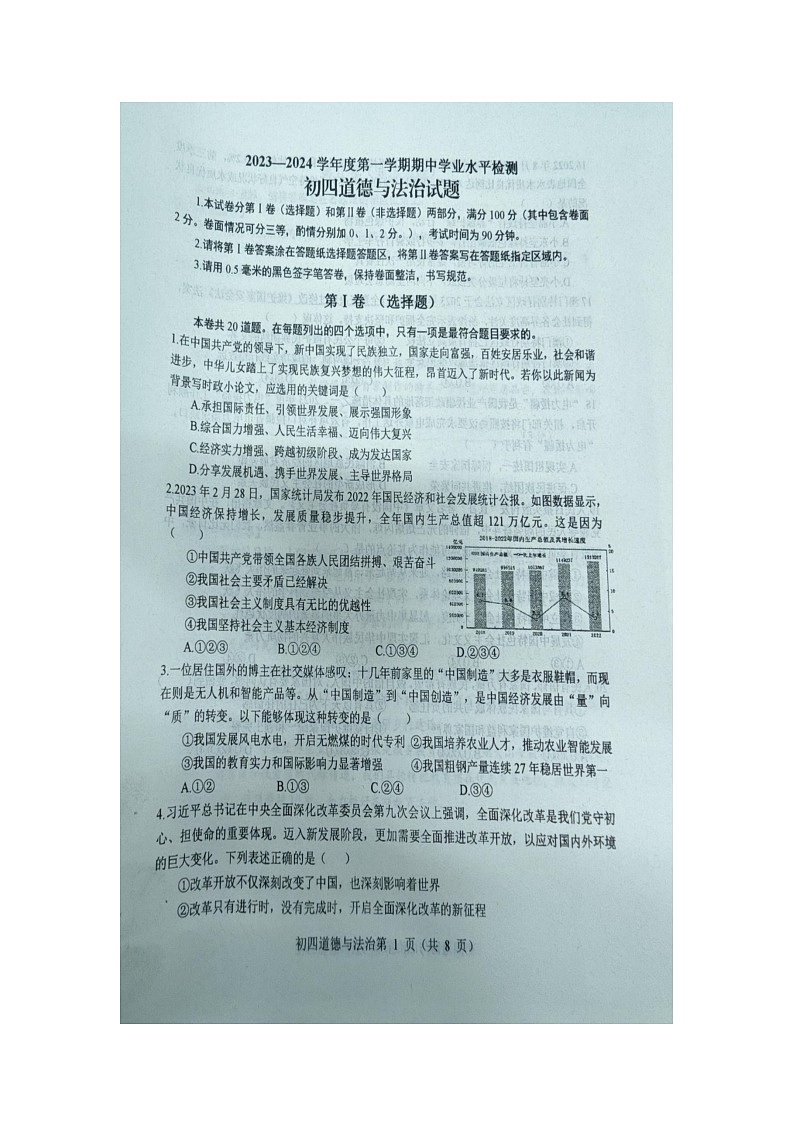 2023—2024 学年度第一学期期中学业水平检测
初四道德与法治试题
1.本试卷分第Ⅰ卷（选择题）和第Ⅱ卷（非选择题）两部分，满分 100 分（其中包含卷面
2 分。卷面情况可分三等，酌情分别加 0、1、2 分。），考试时间为 90 分钟。
2.请将第Ⅰ卷答案涂在答题纸选择题答题区，将第Ⅱ卷答案写在答题纸指定区域内。
3.请用 0.5 毫米的黑色签字笔答卷，保持卷面整洁，书写规范。
第Ⅰ卷 （选择题）
本卷共 20 道题。在每题列出的四个选项中，只有一项是最符合题目要求的。
1.在中国共产党的领导下，新中国实现了民族独立，国家走向富强，百姓安居乐业，社会和谐
进步，中华儿女踏上了实现民族复兴梦想的伟大征程，昂首迈入了新时代。若你以此新闻为
背景写时政小论文，应选用的关键词是（ ）
A.承担国际责任、引领世界发展、展示强国形象
B.综合国力增强、人民生活幸福、迈向伟大复兴
C.经济实力增强、跨越初级阶段、成为发达国家
D.分享发展机遇、携手世界发展、主导世界格局
2.2023 年 2 月 28 日，国家统计局发布 2022 年国民经济和社会发展统计公报。如图数据显示，
中国经济保持增长，发展质量稳步提升，全年国内生产总值超 121 万亿元。这是因为
（ ）
2018-2022年国内生产总值及其增长速度
亿元
国内生产总值
①中国共产党带领全国各族人民团结拼搏、艰苦奋斗
②我国社会主要矛盾已经解决
③我国社会主义制度具有无比的优越性
④我国坚持社会主义基本经济制度
A.①②③ B.①②④ C.①③④ D.②③④
3.一位居住国外的博主在社交媒体感叹：十几年前家里的“中国制造”大多是衣服鞋帽，而现
在则是无人机和智能产品等。从“中国制造”到“中国创造”，是中国经济发展由“量”向
“质”的转变。以下能够体现这种转变的是（ ）
①我国发展风电水电，开启无燃煤的时代专利 ②我国培养农业人才，推动农业智能发展
③我国的教育实力和国际影响力显著增强 ④我国粗钢产量连续 27 年稳居世界第一
A.①② B.①③ C.②④ D.③④
4.习近平总书记在中央全面深化改革委员会第九次会议上强调，全面深化改革是我们党守初
心、担使命的重要体现。迈入新发展阶段，更加需要全面推进改革开放，以应对国内外环境
的巨大变化。下列表述正确的是（ ）
①改革开放不仅深刻改变了中国，也深刻影响着世界
②改革只有进行时，没有完成时，开启全面深化改革的新征程
初四道德与法治第 1 页（共 8 页）